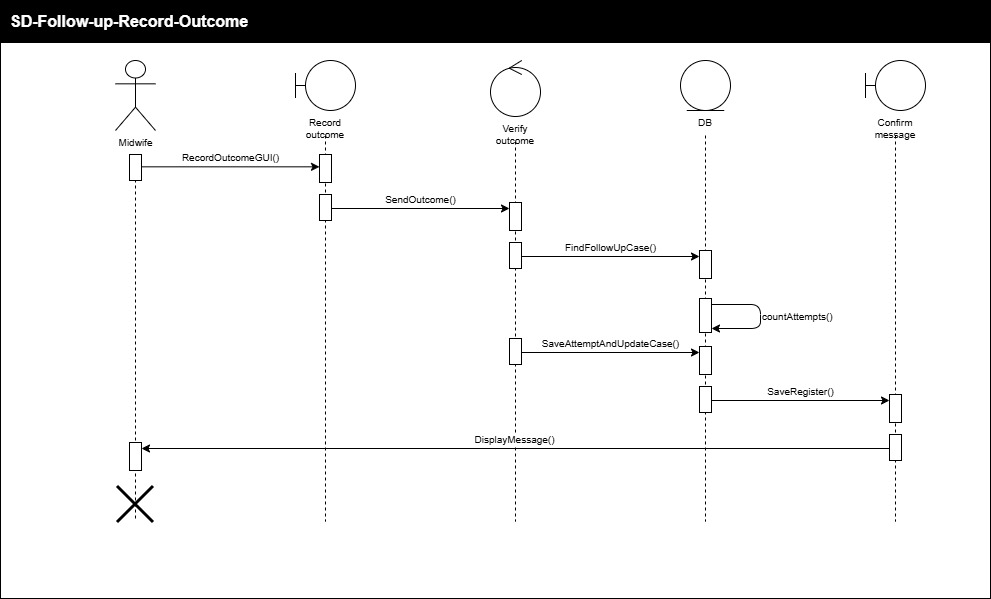 SD-Follow-up-Record-Outcome
Midwife
Record
outcome
Verify
outcome
DB
Confirm
message
RecordOutcomeGUI()
SendOutcome()
FindFollowUpCase()
countAttempts()
SaveAttemptAndUpdateCase()
SaveRegister()
DisplayMessage()